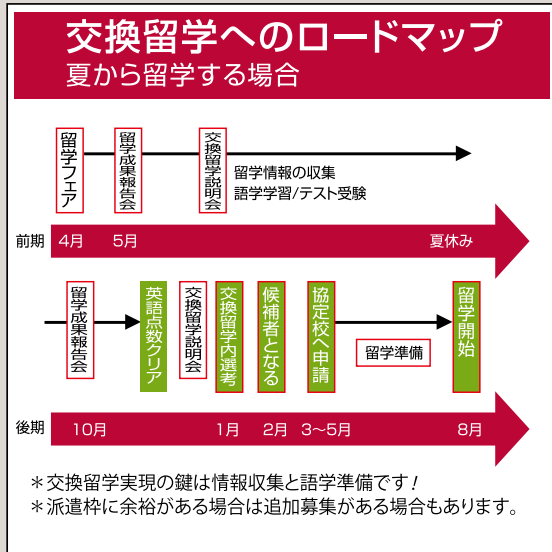 交換留学へのロードマップ
夏から留学する場合
留学フェア
留学成果報告会
交換留学説明会
留学情報の収集
語学学習/テスト受験
前期
4月
5月
夏休み
留学成果報告会
英語点数クリア
交換留学説明会
交換留学内選考
候補者となる
協定校へ申請
留学準備
留学開始
後期
10月
1月
2月
3～5月
8月
＊交換留学実現の鍵は情報収集と語学準備です!
＊派遣枠に余裕がある場合は追加募集がある場合もあります。